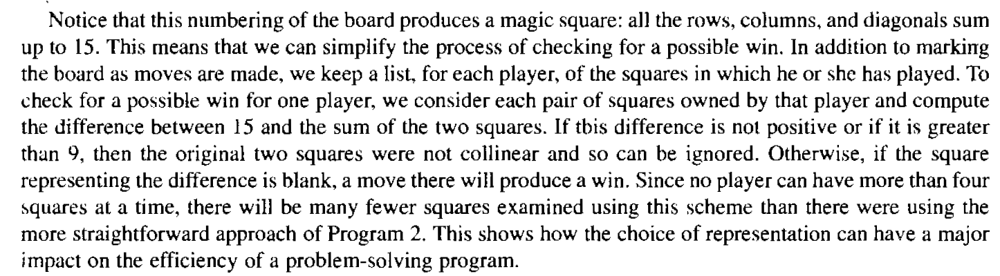 Notice that this numbering of the board produces a magic square: all the rows, columns, and diagonals sum
up to 15. This means that we can simplify the process of checking for a possible win. In addition to marking
the board as moves are made, we keep a list, for each player, of the squares in which he or she has played. To
check for a possible win for one player, we consider each pair of squares owned by that player and compute
the difference between 15 and the sum of the two squares. If this difference is not positive or if it is greater
than 9, then the original two squares were not collinear and so can be ignored. Otherwise, if the square
representing the difference is blank, a move there will produce a win. Since no player can have more than four
squares at a time, there will be many fewer squares examined using this scheme than there were using the
more straightforward approach of Program 2. This shows how the choice of representation can have a major
impact on the efficiency of a problem-solving program.